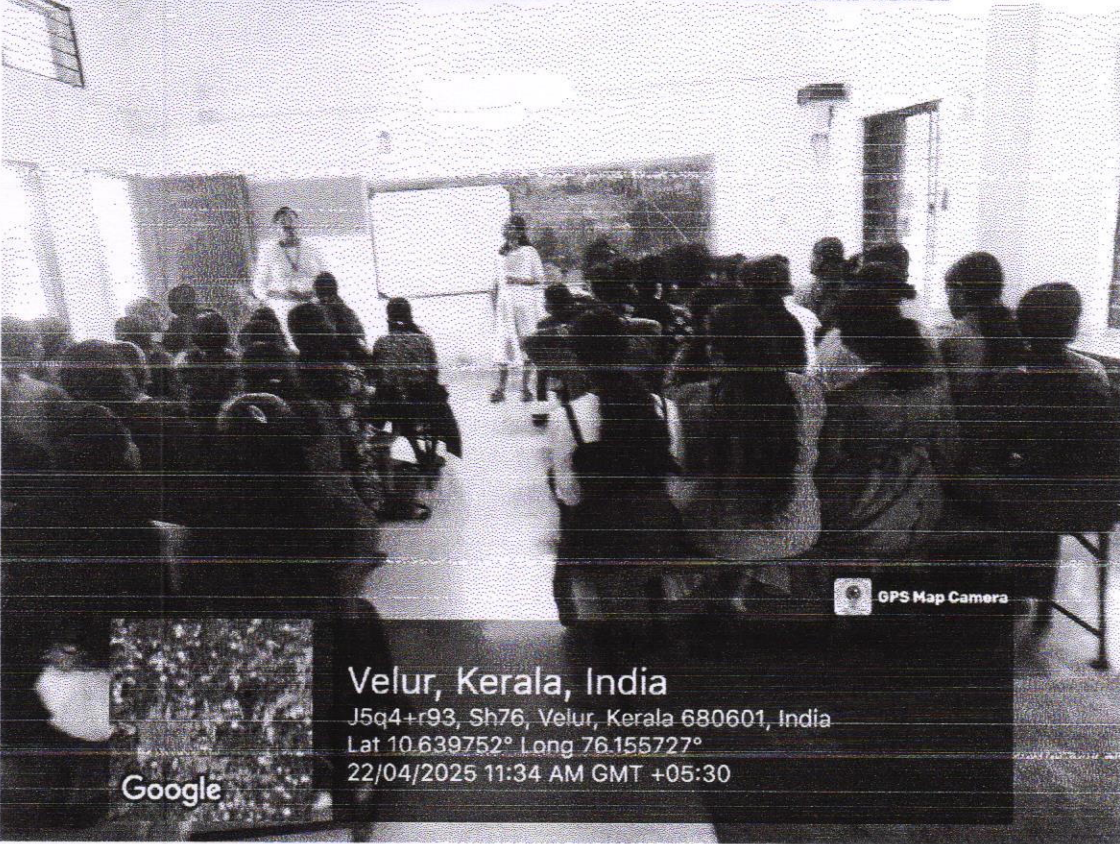 GPS Map Camera
Velur, Kerala, India
J5q4+r93, Sh76, Velur, Kerala 680601, India
Lat 10.639752° Long 76.155727°
22/04/2025 11:34 AM GMT +05:30
Google